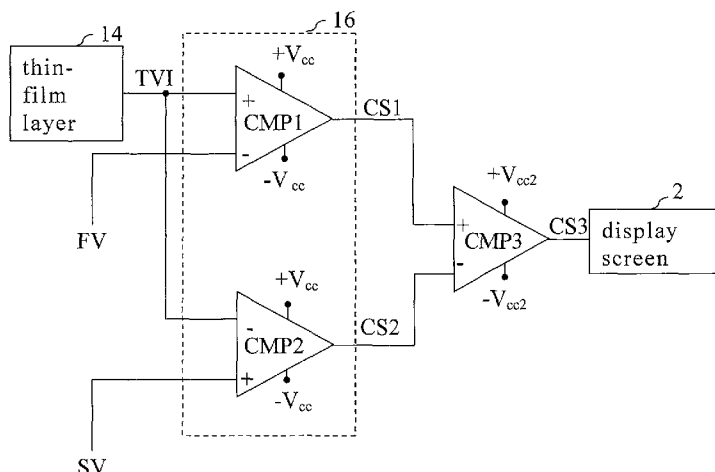 14
16
thin-
film
layer
TVI
+Vcc
+
CMP1
-
-Vcc
CS1
FV
+Vcc2
2
+
CMP3
-
-Vcc2
CS3
display
screen
+Vcc
-
CMP2
+
-Vcc
CS2
SV